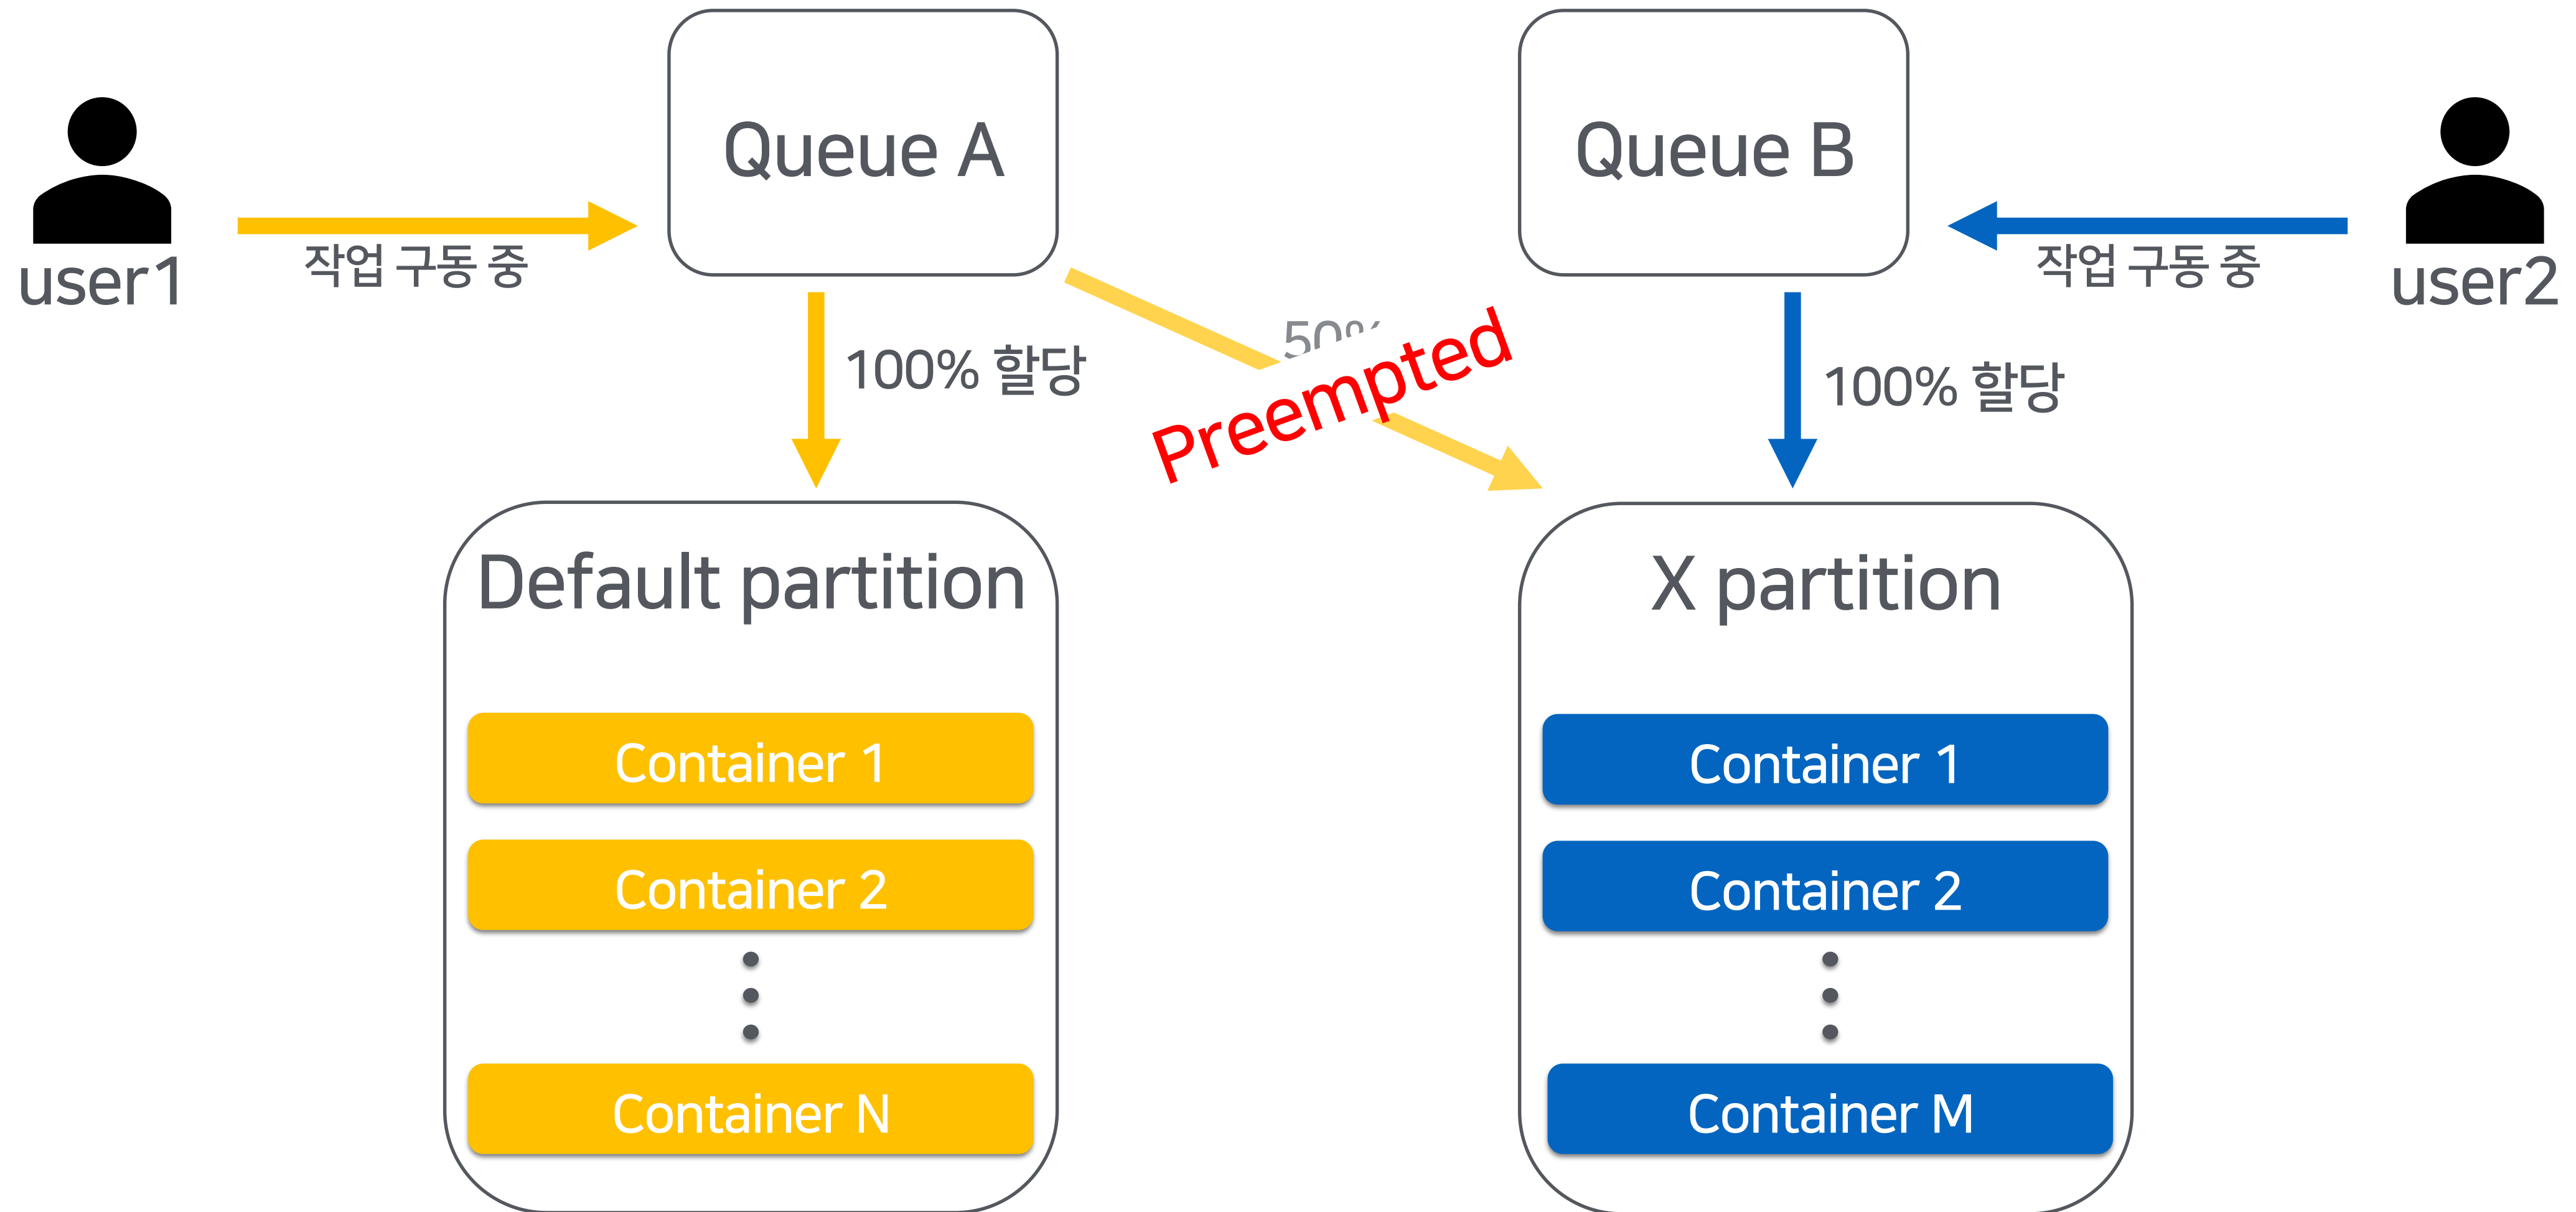 Queue A
Queue B
user1
작업 구동 중
작업 구동 중
user2
100% 할당
Preempted
100% 할당
Default partition
X partition
Container 1
Container 2
Container N
Container 1
Container 2
Container M